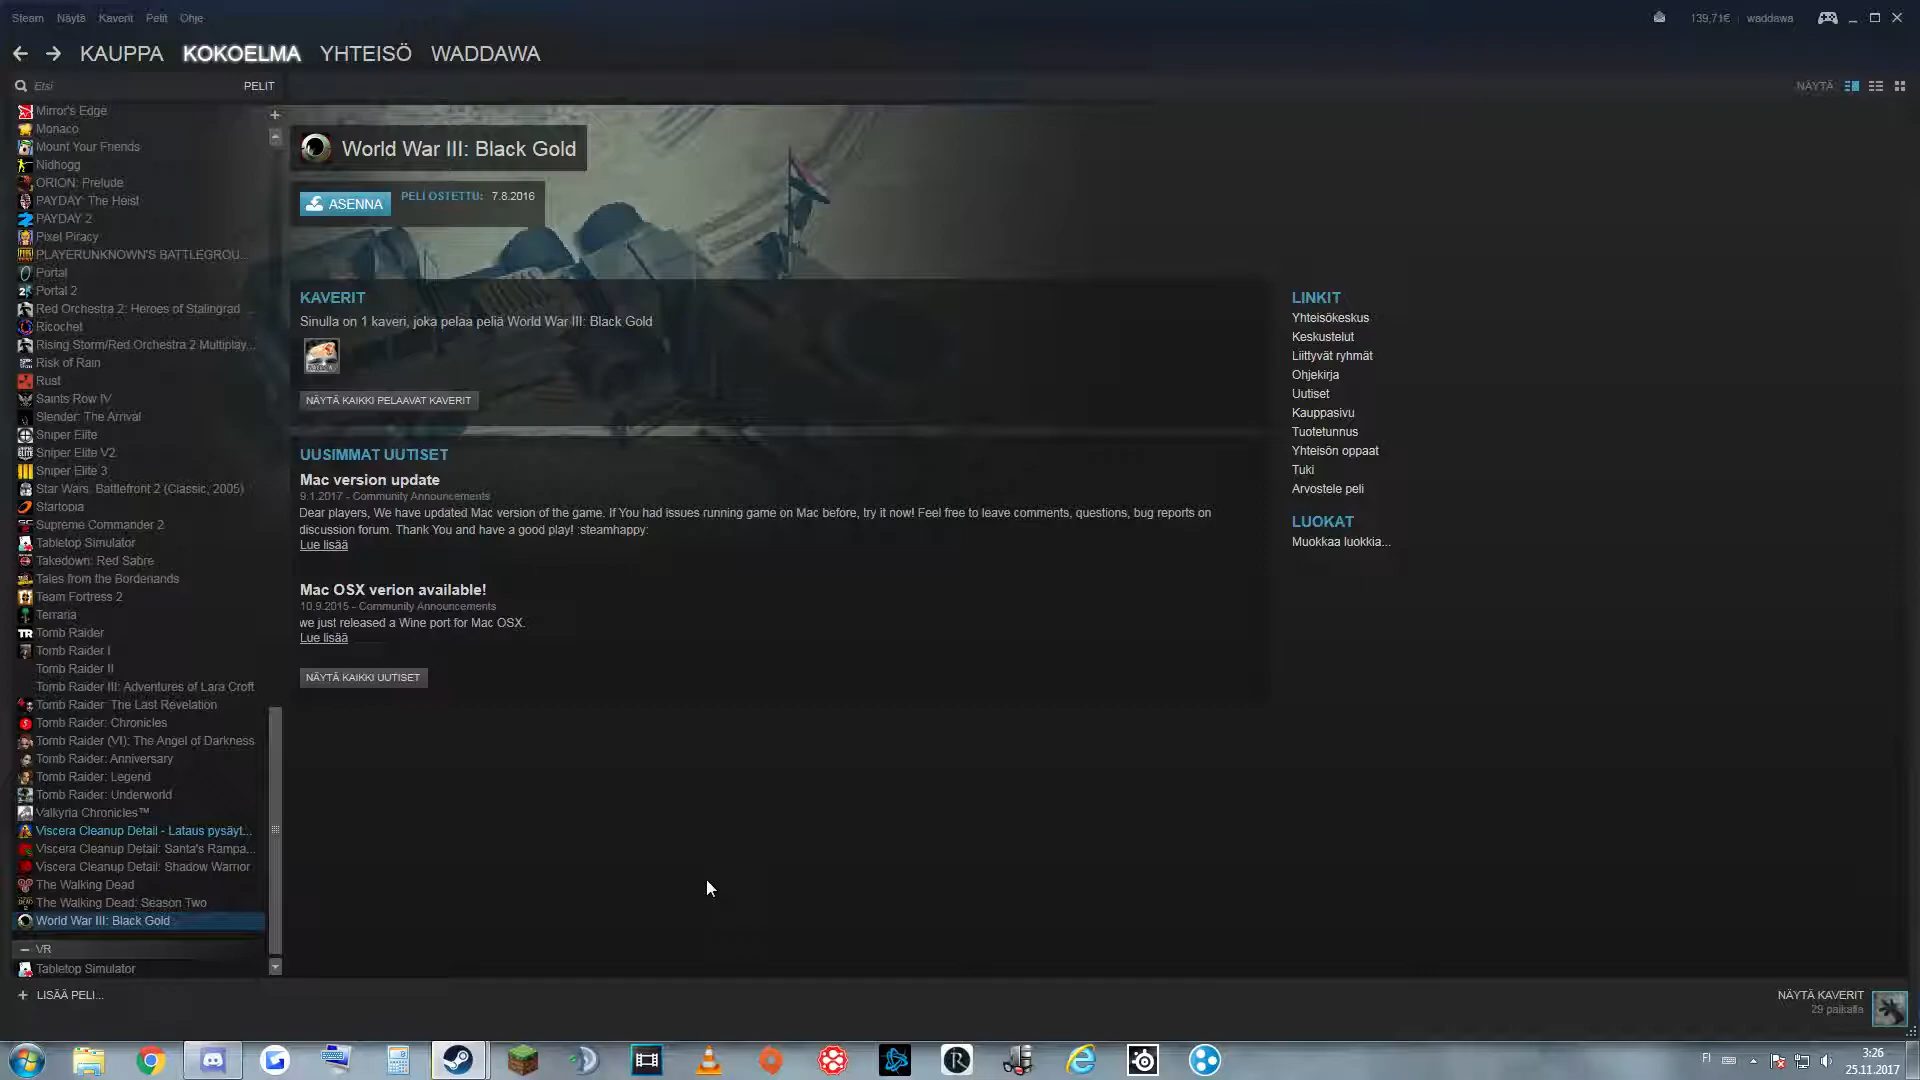 Steam Näytä Kaverit Pelit Ohje
139,71€ waddawa
KAUPPA KOKOELMA YHTEISÖ WADDAWA
Etsi PELIT
NÄYTÄ
Mirror's Edge
Monaco
Mount Your Friends
Nidhogg
ORION: Prelude
PAYDAY: The Heist
PAYDAY 2
Pixel Piracy
PLAYERUNKNOWN'S BATTLEGROU...
Portal
Portal 2
Red Orchestra 2: Heroes of Stalingrad ...
Ricochet
Rising Storm/Red Orchestra 2 Multiplay...
Risk of Rain
Rust
Saints Row IV
Slender: The Arrival
Sniper Elite
Sniper Elite V2
Sniper Elite 3
Star Wars: Battlefront 2 (Classic, 2005)
Startopia
Supreme Commander 2
Tabletop Simulator
Takedown: Red Sabre
Tales from the Borderlands
Team Fortress 2
Terraria
Tomb Raider
Tomb Raider I
Tomb Raider II
Tomb Raider III: Adventures of Lara Croft
Tomb Raider: The Last Revelation
Tomb Raider: Chronicles
Tomb Raider (VI): The Angel of Darkness
Tomb Raider: Anniversary
Tomb Raider: Legend
Tomb Raider: Underworld
Valkyria Chronicles™
Viscera Cleanup Detail - Lataus pysäyt...
Viscera Cleanup Detail: Santa's Rampa...
Viscera Cleanup Detail: Shadow Warrior
The Walking Dead
The Walking Dead: Season Two
World War III: Black Gold
VR
Tabletop Simulator
+ LISÄÄ PELI...
World War III: Black Gold
ASENNA
PELI OSTETTU: 7.8.2016
KAVERIT
Sinulla on 1 kaveri, joka pelaa peliä World War III: Black Gold
NÄYTÄ KAIKKI PELAAVAT KAVERIT
UUSIMMAT UUTISET
Mac version update
9.1.2017 - Community Announcements
Dear players, We have updated Mac version of the game. If You had issues running game on Mac before, try it now! Feel free to leave comments, questions, bug reports on
discussion forum. Thank You and have a good play! :steamhappy:
Lue lisää
Mac OSX verion available!
10.9.2015 - Community Announcements
we just released a Wine port for Mac OSX.
Lue lisää
NÄYTÄ KAIKKI UUTISET
LINKIT
Yhteisökeskus
Keskustelut
Liittyvät ryhmät
Ohjekirja
Uutiset
Kauppasivu
Tuotetunnus
Yhteisön oppaat
Tuki
Arvostele peli
LUOKAT
Muokkaa luokkia...
NÄYTÄ KAVERIT
29 paikalla
FI
3:26
25.11.2017